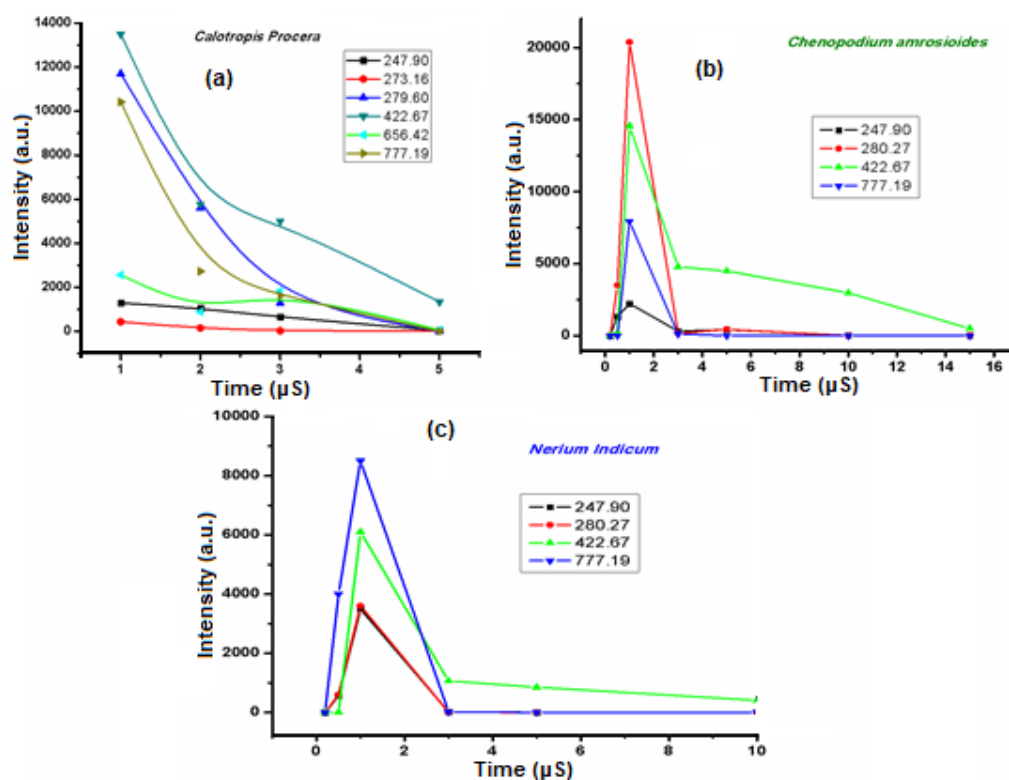 Calotropis Procera
(a)
247.90
273.16
279.60
422.67
656.42
777.19
14000
12000
10000
8000
6000
4000
2000
0
Intensity (a.u.)
1 2 3 4 5
Time (µS)
Chenopodium amrosioides
(b)
247.90
280.27
422.67
777.19
20000
15000
10000
5000
0
Intensity (a.u.)
0 2 4 6 8 10 12 14 16
Time (µS)
(c)
Nerium Indicum
247.90
280.27
422.67
777.19
10000
8000
6000
4000
2000
0
Intensity (a.u.)
0 2 4 6 8 10
Time (µS)